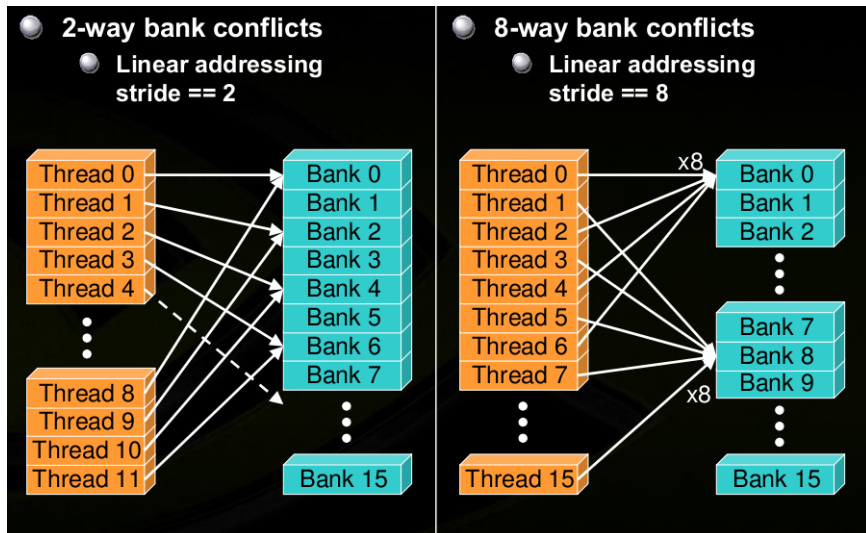 2-way bank conflicts
Linear addressing
stride == 2
Thread 0
Thread 1
Thread 2
Thread 3
Thread 4
Thread 8
Thread 9
Thread 10
Thread 11
Bank 0
Bank 1
Bank 2
Bank 3
Bank 4
Bank 5
Bank 6
Bank 7
Bank 15
8-way bank conflicts
Linear addressing
stride == 8
Thread 0
Thread 1
Thread 2
Thread 3
Thread 4
Thread 5
Thread 6
Thread 7
Thread 15
x8
x8
Bank 0
Bank 1
Bank 2
Bank 7
Bank 8
Bank 9
Bank 15